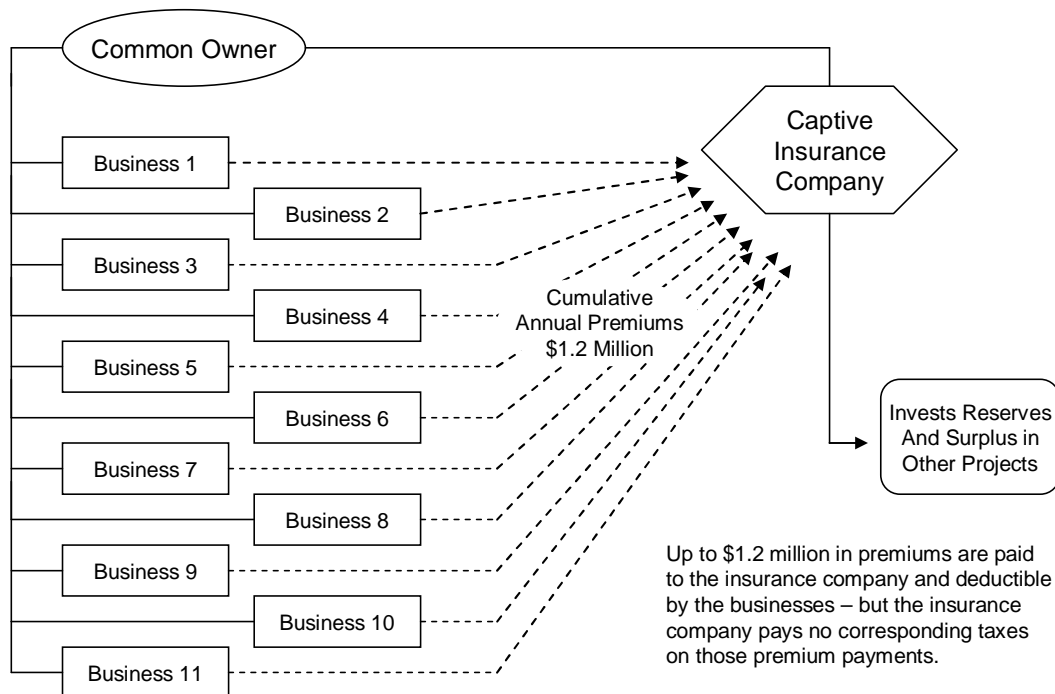 Common Owner
Captive
Insurance
Company
Business 1
Business 2
Business 3
Business 4
Business 5
Business 6
Business 7
Business 8
Business 9
Business 10
Business 11
Cumulative
Annual Premiums
$1.2 Million
Invests Reserves
And Surplus in
Other Projects
Up to $1.2 million in premiums are paid
to the insurance company and deductible
by the businesses – but the insurance
company pays no corresponding taxes
on those premium payments.